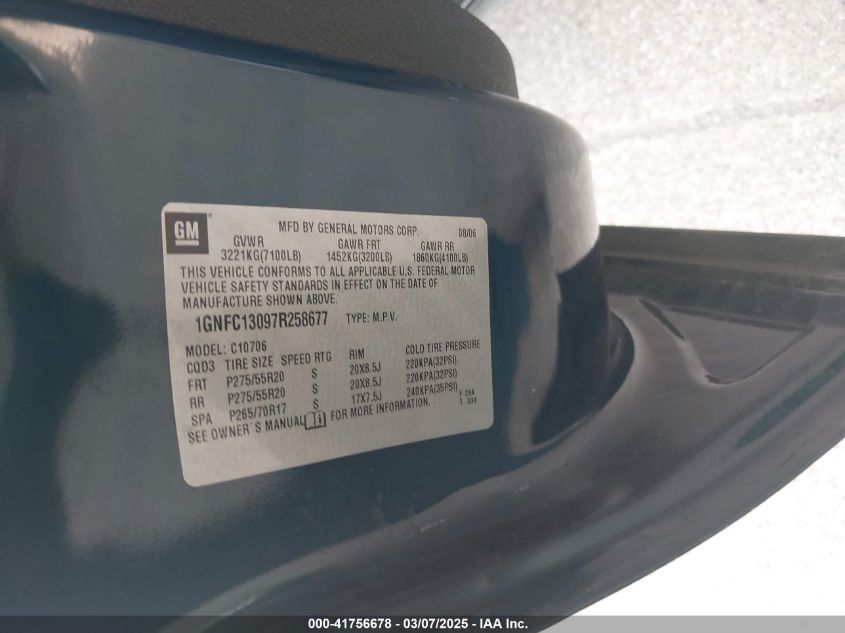 GM
MFD BY GENERAL MOTORS CORP. 08/06
GVWR GAWR FRT GAWR RR
3221KG(7100LB) 1452KG(3200LB) 1860KG(4100LB)
THIS VEHICLE CONFORMS TO ALL APPLICABLE U.S. FEDERAL MOTOR
VEHICLE SAFETY STANDARDS IN EFFECT ON THE DATE OF
MANUFACTURE SHOWN ABOVE.
1GNFC13097R258677 TYPE: M.P.V.
MODEL: C10706
CQD3 TIRE SIZE SPEED RTG RIM COLD TIRE PRESSURE
FRT P275/55R20 S 20X8.5J 220KPA(32PSI)
RR P275/55R20 S 20X8.5J 220KPA(32PSI)
SPA P265/70R17 S 17X7.5J 240KPA(35PSI)
SEE OWNER'S MANUAL FOR MORE INFORMATION.
F 204
T 334
000-41756678 — 03/07/2025 — IAA Inc.